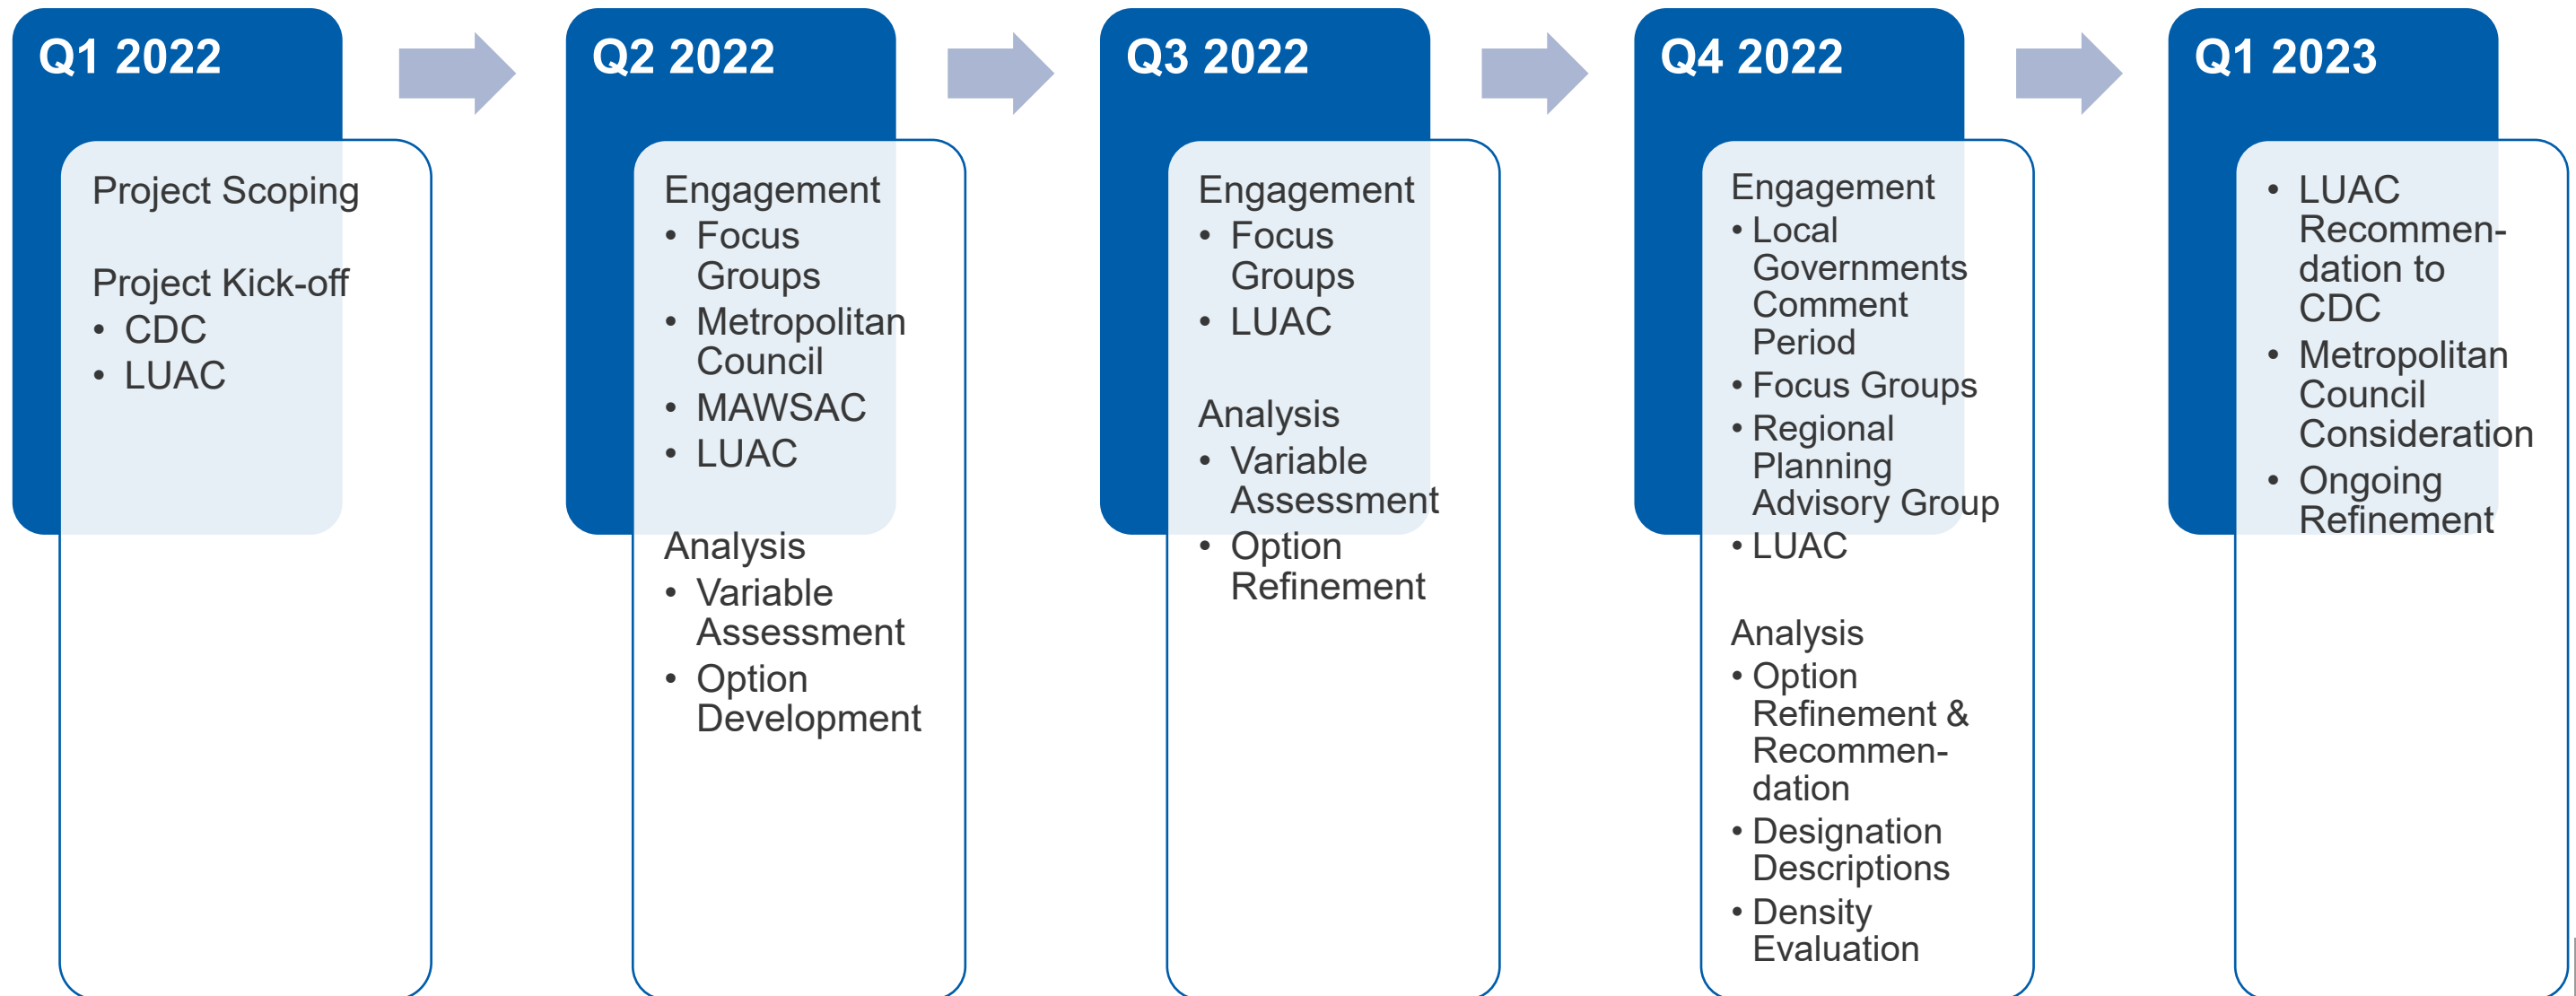 Q1 2022
Project Scoping
Project Kick-off
• CDC
• LUAC
Q2 2022
Engagement
• Focus
Groups
• Metropolitan
Council
• MAWSAC
• LUAC
Analysis
• Variable
Assessment
• Option
Development
Q3 2022
Engagement
• Focus
Groups
• LUAC
Analysis
• Variable
Assessment
• Option
Refinement
Q4 2022
Engagement
• Local
Governments
Comment
Period
• Focus Groups
• Regional
Planning
Advisory Group
• LUAC
Analysis
• Option
Refinement &
Recommen-
dation
• Designation
Descriptions
• Density
Evaluation
Q1 2023
• LUAC
Recommen-
dation to
CDC
• Metropolitan
Council
Consideration
• Ongoing
Refinement